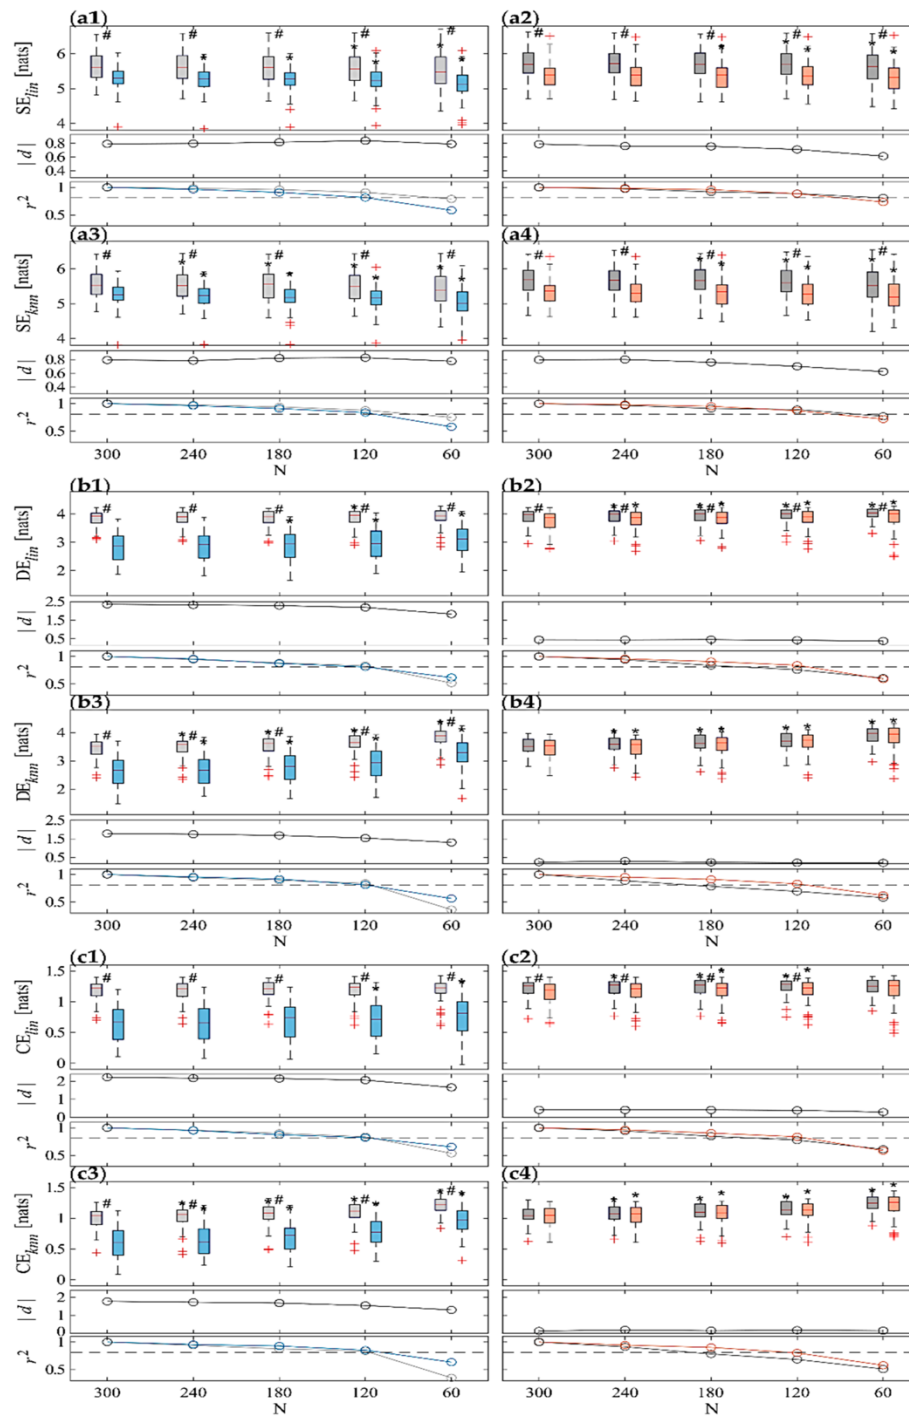 (a1) (a2)
# # # # # # # # # #
* * * * * * * * *
SE_lin [nats]
6
5
4
| d |
0.8
0.6
0.4
r²
1
0.5
(a3) (a4)
# # # # # # # # # #
SE_knn [nats]
6
5
4
| d |
0.8
0.6
0.4
r²
1
0.5
300 240 180 120 60 300 240 180 120 60
N N
(b1) (b2)
# # # # # # # # # #
DE_lin [nats]
4
3
2
| d |
2.5
1.5
0.5
r²
1
0.5
(b3) (b4)
# # # # #
DE_knn [nats]
4
3
2
| d |
2.5
1.5
0.5
r²
1
0.5
300 240 180 120 60 300 240 180 120 60
N N
(c1) (c2)
# # # # # # # # #
CE_lin [nats]
1.5
1
0.5
0
| d |
2
1
0
r²
1
0.5
(c3) (c4)
# # # # #
CE_knn [nats]
1.5
1
0.5
0
| d |
2
1
0
r²
1
0.5
300 240 180 120 60 300 240 180 120 60
N N